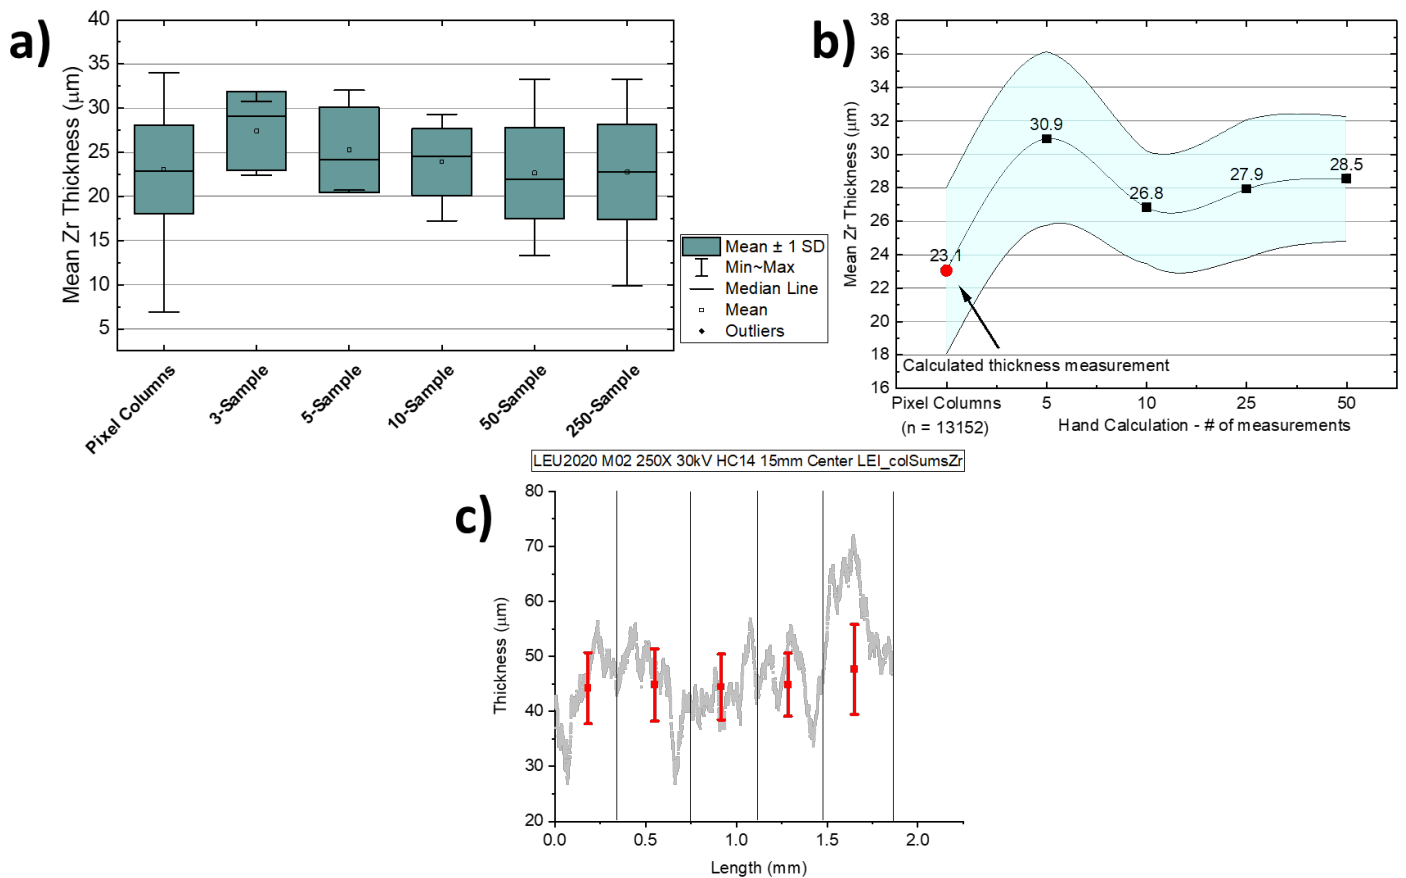 a)
Mean Zr Thickness (μm)
40
35
30
25
20
15
10
5
Pixel Columns
3-Sample
5-Sample
10-Sample
50-Sample
250-Sample
Mean ± 1 SD
Min~Max
Median Line
Mean
Outliers
b)
Mean Zr Thickness (μm)
38
36
34
32
30
28
26
24
22
20
18
16
23.1
30.9
26.8
27.9
28.5
Calculated thickness measurement
Pixel Columns
(n = 13152)
5
10
25
50
Hand Calculation - # of measurements
LEU2020 M02 250X 30kV HC14 15mm Center LEI_colSumsZr
c)
Thickness (μm)
80
70
60
50
40
30
20
0.0
0.5
1.0
1.5
2.0
Length (mm)